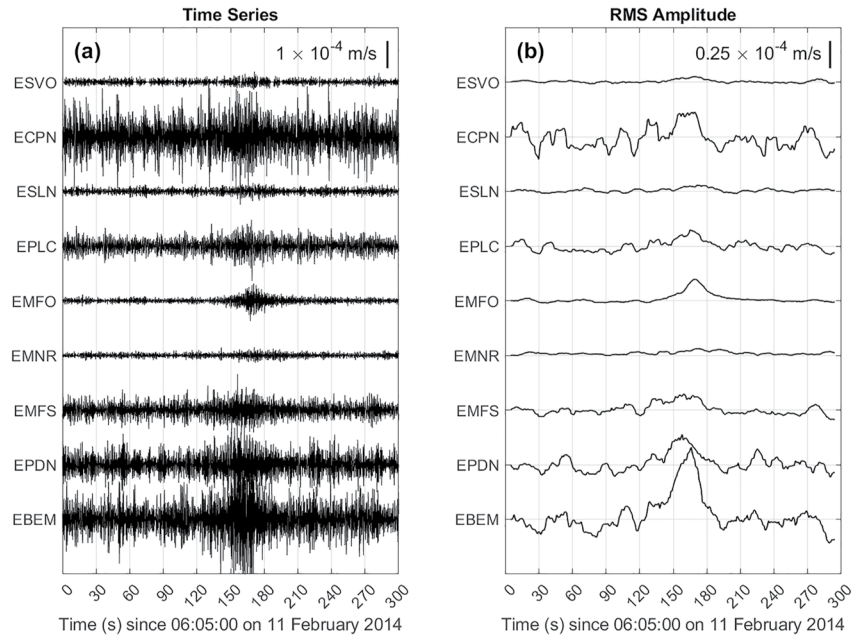 Time Series
(a)
1 × 10⁻⁴ m/s
ESVO
ECPN
ESLN
EPLC
EMFO
EMNR
EMFS
EPDN
EBEM
0 30 60 90 120 150 180 210 240 270 300
Time (s) since 06:05:00 on 11 February 2014
RMS Amplitude
(b)
0.25 × 10⁻⁴ m/s
ESVO
ECPN
ESLN
EPLC
EMFO
EMNR
EMFS
EPDN
EBEM
0 30 60 90 120 150 180 210 240 270 300
Time (s) since 06:05:00 on 11 February 2014